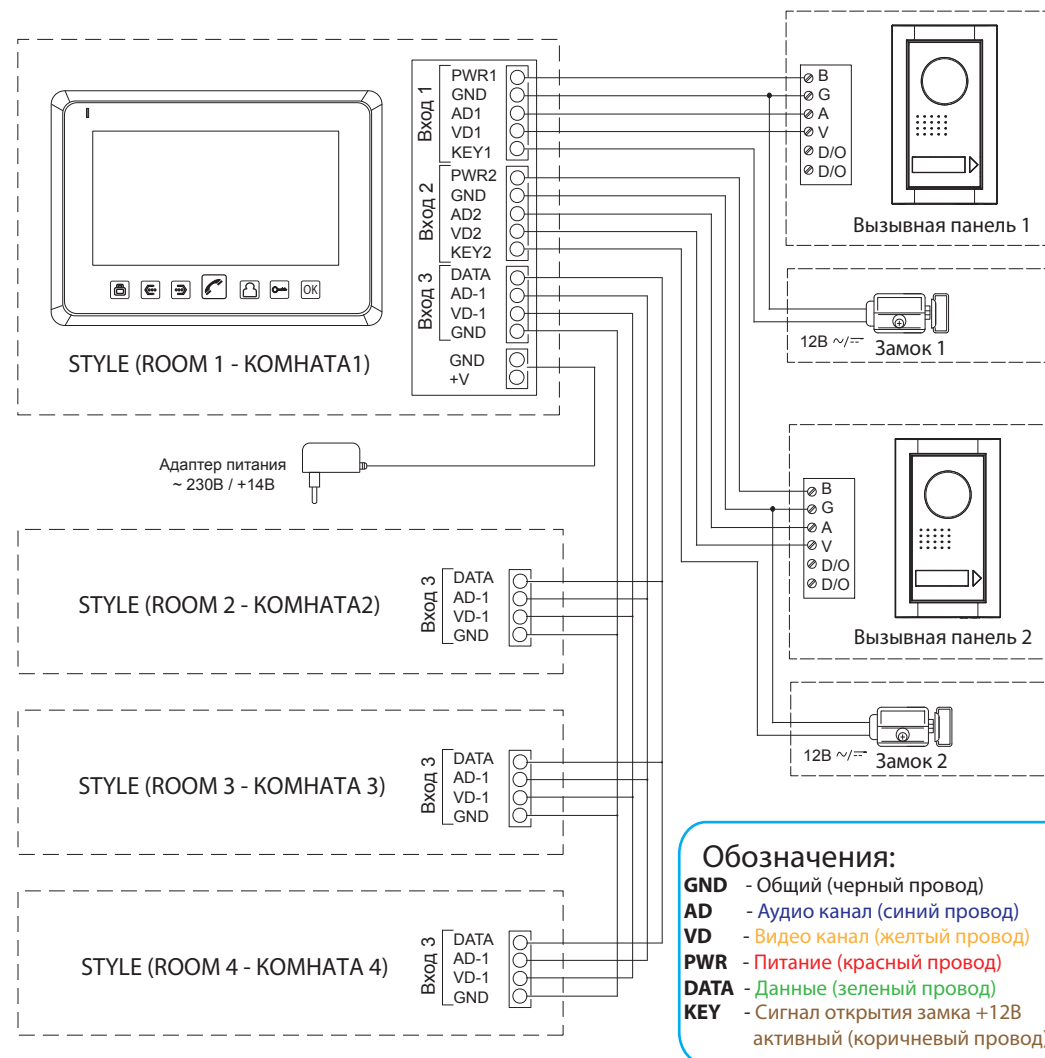 Вход 1
PWR1
GND
AD1
VD1
KEY1
Вход 2
PWR2
GND
AD2
VD2
KEY2
Вход 3
DATA
AD-1
VD-1
GND
GND
+V
OK
STYLE (ROOM 1 - КОМНАТА1)
B
G
A
V
D/O
D/O
Вызывная панель 1
12В ~/⎓
Замок 1
Адаптер питания
~ 230В / +14В
B
G
A
V
D/O
D/O
Вызывная панель 2
12В ~/⎓
Замок 2
STYLE (ROOM 2 - КОМНАТА2)
Вход 3
DATA
AD-1
VD-1
GND
STYLE (ROOM 3 - КОМНАТА 3)
Вход 3
DATA
AD-1
VD-1
GND
STYLE (ROOM 4 - КОМНАТА 4)
Вход 3
DATA
AD-1
VD-1
GND
Обозначения:
GND - Общий (черный провод)
AD - Аудио канал (синий провод)
VD - Видео канал (желтый провод)
PWR - Питание (красный провод)
DATA - Данные (зеленый провод)
KEY - Сигнал открытия замка +12В
активный (коричневый провод)